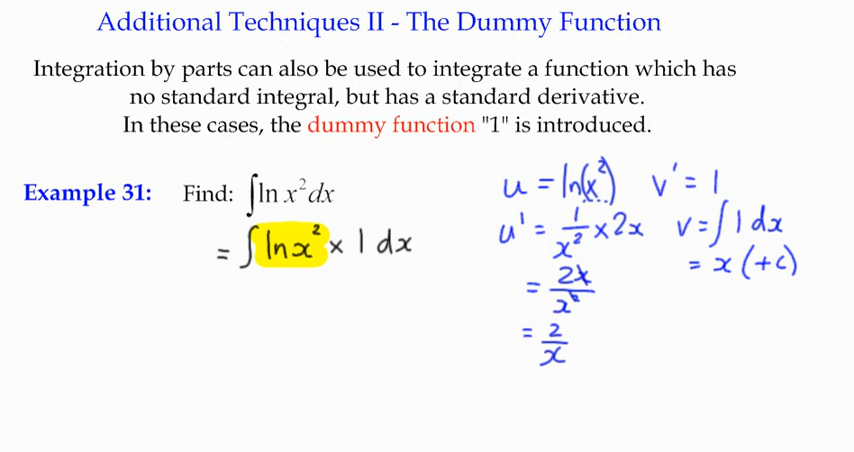 Additional Techniques II - The Dummy Function
Integration by parts can also be used to integrate a function which has
no standard integral, but has a standard derivative.
In these cases, the dummy function "1" is introduced.
Example 31: Find: ∫ln x²dx
= ∫ lnx² × 1 dx
u = ln(x²) v' = 1
u' = 1/x² × 2x v = ∫ 1 dx
= 2x/x² = x (+c)
= 2/x